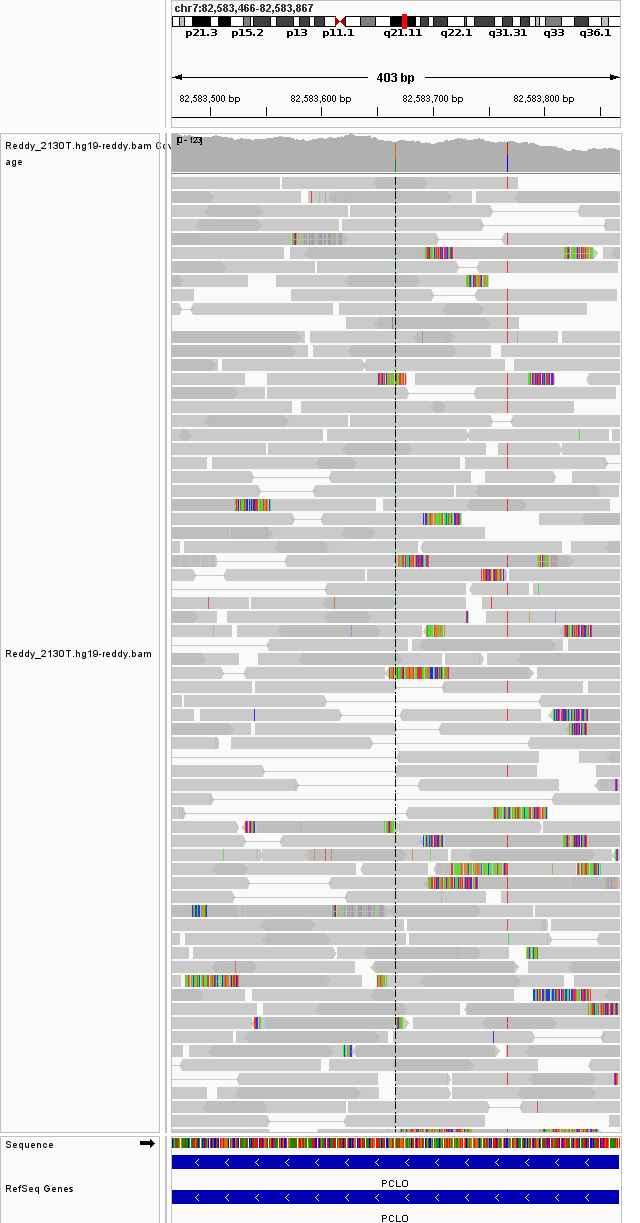 chr7:82,583,466-82,583,867
p21.3 p15.2 p13 p11.1 q21.11 q22.1 q31.31 q33 q36.1
403 bp
82,583,500 bp 82,583,600 bp 82,583,700 bp 82,583,800 bp
[0 - 123]
Reddy_2130T.hg19-reddy.bam Cov
age
Reddy_2130T.hg19-reddy.bam
Sequence
PCLO
RefSeq Genes
PCLO